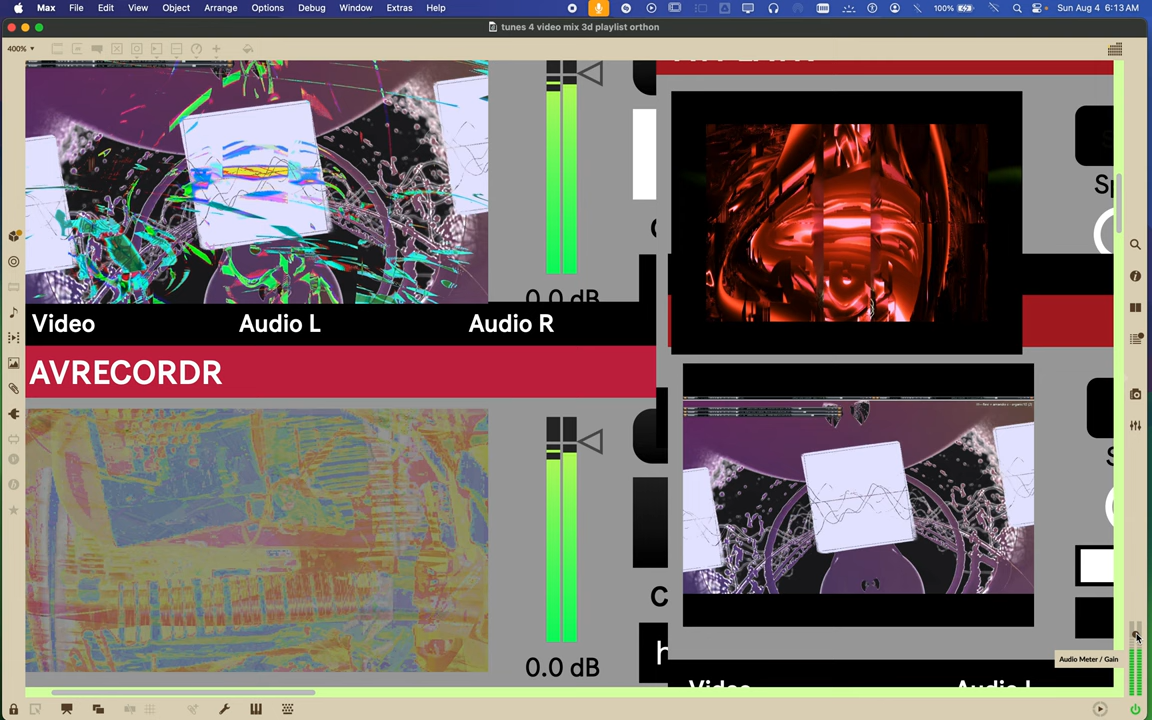 Max File Edit View Object Arrange Options Debug Window Extras Help
100% Sun Aug 4 6:13 AM
tunes 4 video mix 3d playlist orthon
400%
0.0 dB
Video Audio L Audio R
AVRECORDR
0.0 dB
Audio Meter / Gain
Video Audio L